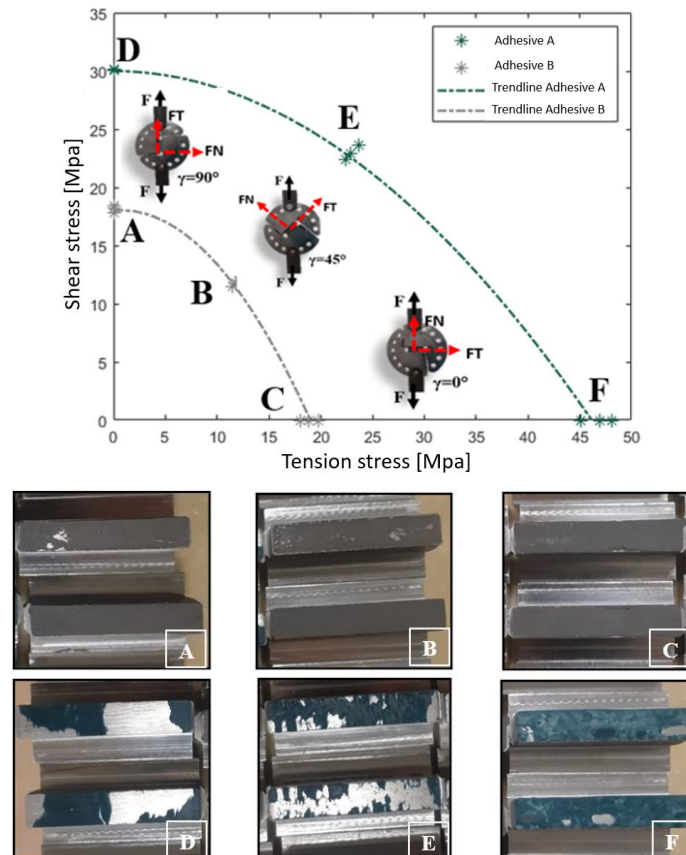 35
30
25
20
15
10
5
0
Shear stress [Mpa]
0 5 10 15 20 25 30 35 40 45 50
Tension stress [Mpa]
Adhesive A
Adhesive B
Trendline Adhesive A
Trendline Adhesive B
D
E
A
B
C
F
F
FT
FN
F
γ=90°
FN
F
FT
F
γ=45°
F
FN
FT
F
γ=0°
A
B
C
D
E
F